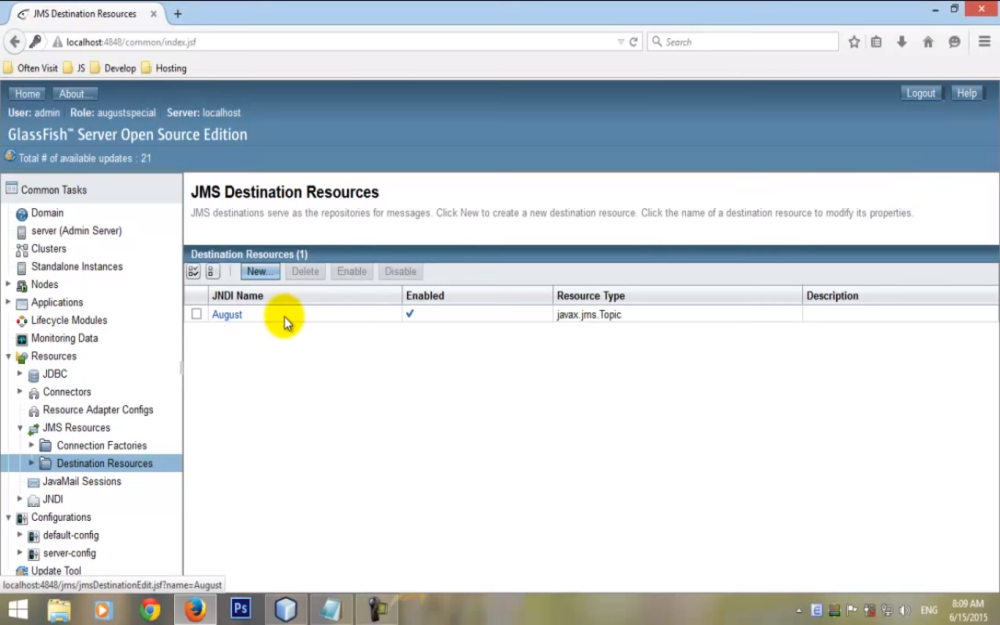 JMS Destination Resources
localhost:4848/common/index.jsf
Search
Often Visit JS Develop Hosting
Home About...
Logout Help
User: admin Role: augustspecial Server: localhost
GlassFish™ Server Open Source Edition
Total # of available updates : 21
Common Tasks
Domain
server (Admin Server)
Clusters
Standalone Instances
Nodes
Applications
Lifecycle Modules
Monitoring Data
Resources
JDBC
Connectors
Resource Adapter Configs
JMS Resources
Connection Factories
Destination Resources
JavaMail Sessions
JNDI
Configurations
default-config
server-config
Update Tool
JMS Destination Resources
JMS destinations serve as the repositories for messages. Click New to create a new destination resource. Click the name of a destination resource to modify its properties.
Destination Resources (1)
New... Delete Enable Disable
JNDI Name Enabled Resource Type Description
August javax.jms.Topic
localhost:4848/jms/jmsDestinationEdit.jsf?name=August
Ps
ENG
8:09 AM
6/15/2015